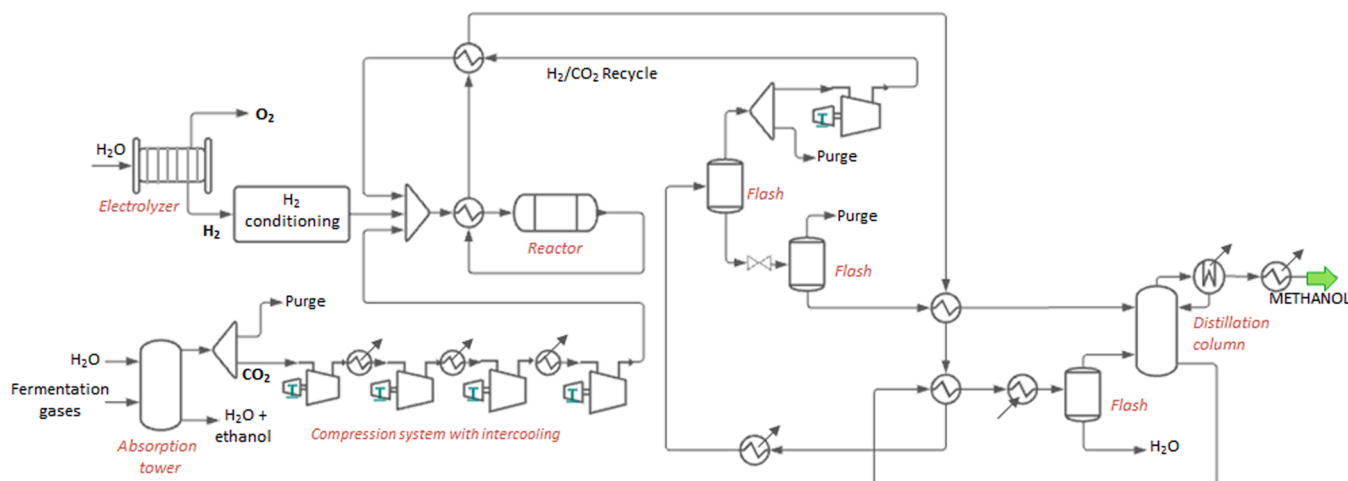 H₂/CO₂ Recycle
O₂
H₂O
Electrolyzer
H₂
H₂
conditioning
Reactor
T
Purge
Flash
Purge
Flash
METHANOL
Distillation
column
Purge
H₂O
CO₂
Fermentation
gases
H₂O +
ethanol
Absorption
tower
T
T
T
T
Compression system with intercooling
Flash
H₂O